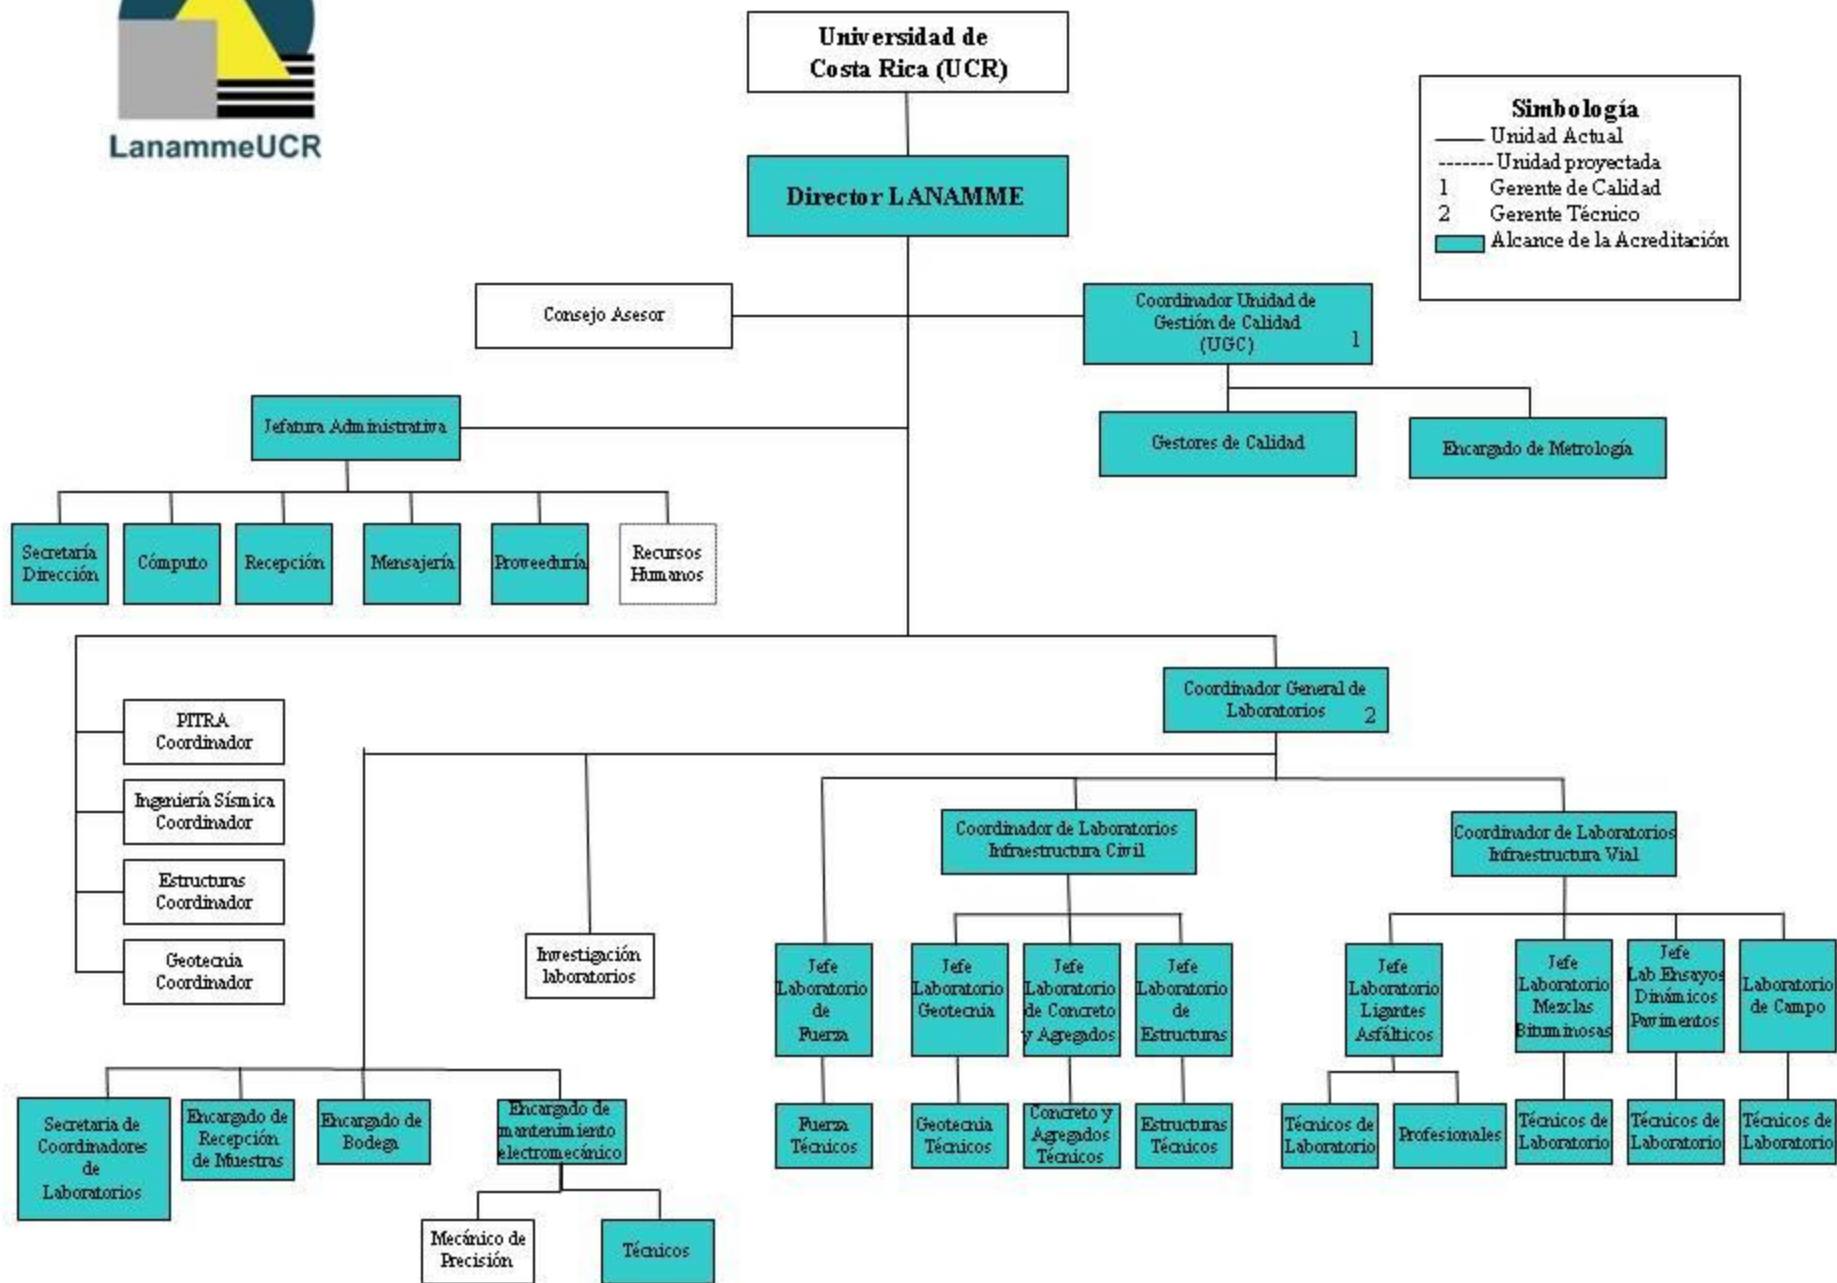 LanammeUCR
Universidad de
Costa Rica (UCR)
Simbología
Unidad Actual
Unidad proyectada
1 Gerente de Calidad
2 Gerente Técnico
Alcance de la Acreditación
Director LANAMME
Consejo Asesor
Coordinador Unidad de
Gestión de Calidad
(UGC) 1
Jefatura Administrativa
Gestores de Calidad
Encargado de Metrología
Secretaría
Dirección
Cómputo
Recepción
Mensajería
Proveeduría
Recursos
Humanos
Coordinador General de
Laboratorios 2
PITRA
Coordinador
Ingeniería Sísmica
Coordinador
Estructuras
Coordinador
Geotecnia
Coordinador
Investigación
laboratorios
Coordinador de Laboratorios
Infraestructura Civil
Coordinador de Laboratorios
Infraestructura Vial
Jefe
Laboratorio
de
Fuerza
Jefe
Laboratorio
Geotecnia
Jefe
Laboratorio
de Concreto
y Agregados
Jefe
Laboratorio
de
Estructuras
Jefe
Laboratorio
Ligantes
Asfálticos
Jefe
Laboratorio
Mezclas
Bituminosas
Jefe
Lab.Ensayos
Dinámicos
Pavimentos
Laboratorio
de Campo
Secretaria de
Coordinadores
de
Laboratorios
Encargado de
Recepción
de Muestras
Encargado de
Bodega
Encargado de
mantenimiento
electromecánico
Fuerza
Técnicos
Geotecnia
Técnicos
Concreto y
Agregados
Técnicos
Estructuras
Técnicos
Técnicos de
Laboratorio
Profesionales
Técnicos de
Laboratorio
Técnicos de
Laboratorio
Técnicos de
Laboratorio
Mecánico de
Precisión
Técnicos